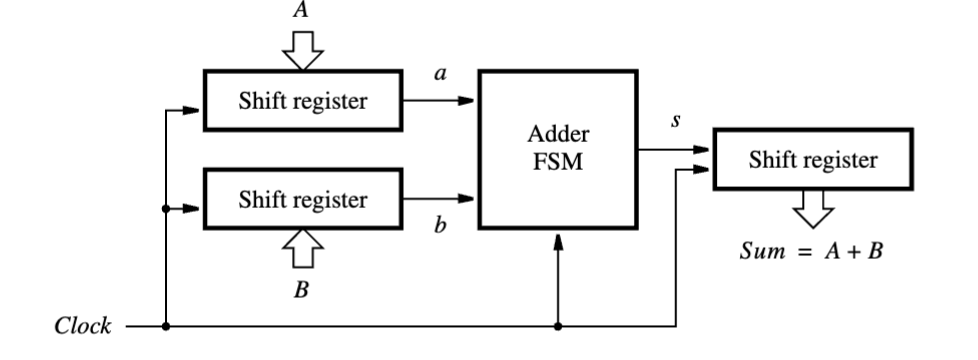 A
Shift register
a
Adder
FSM
s
Shift register
Shift register
b
Sum = A + B
B
Clock